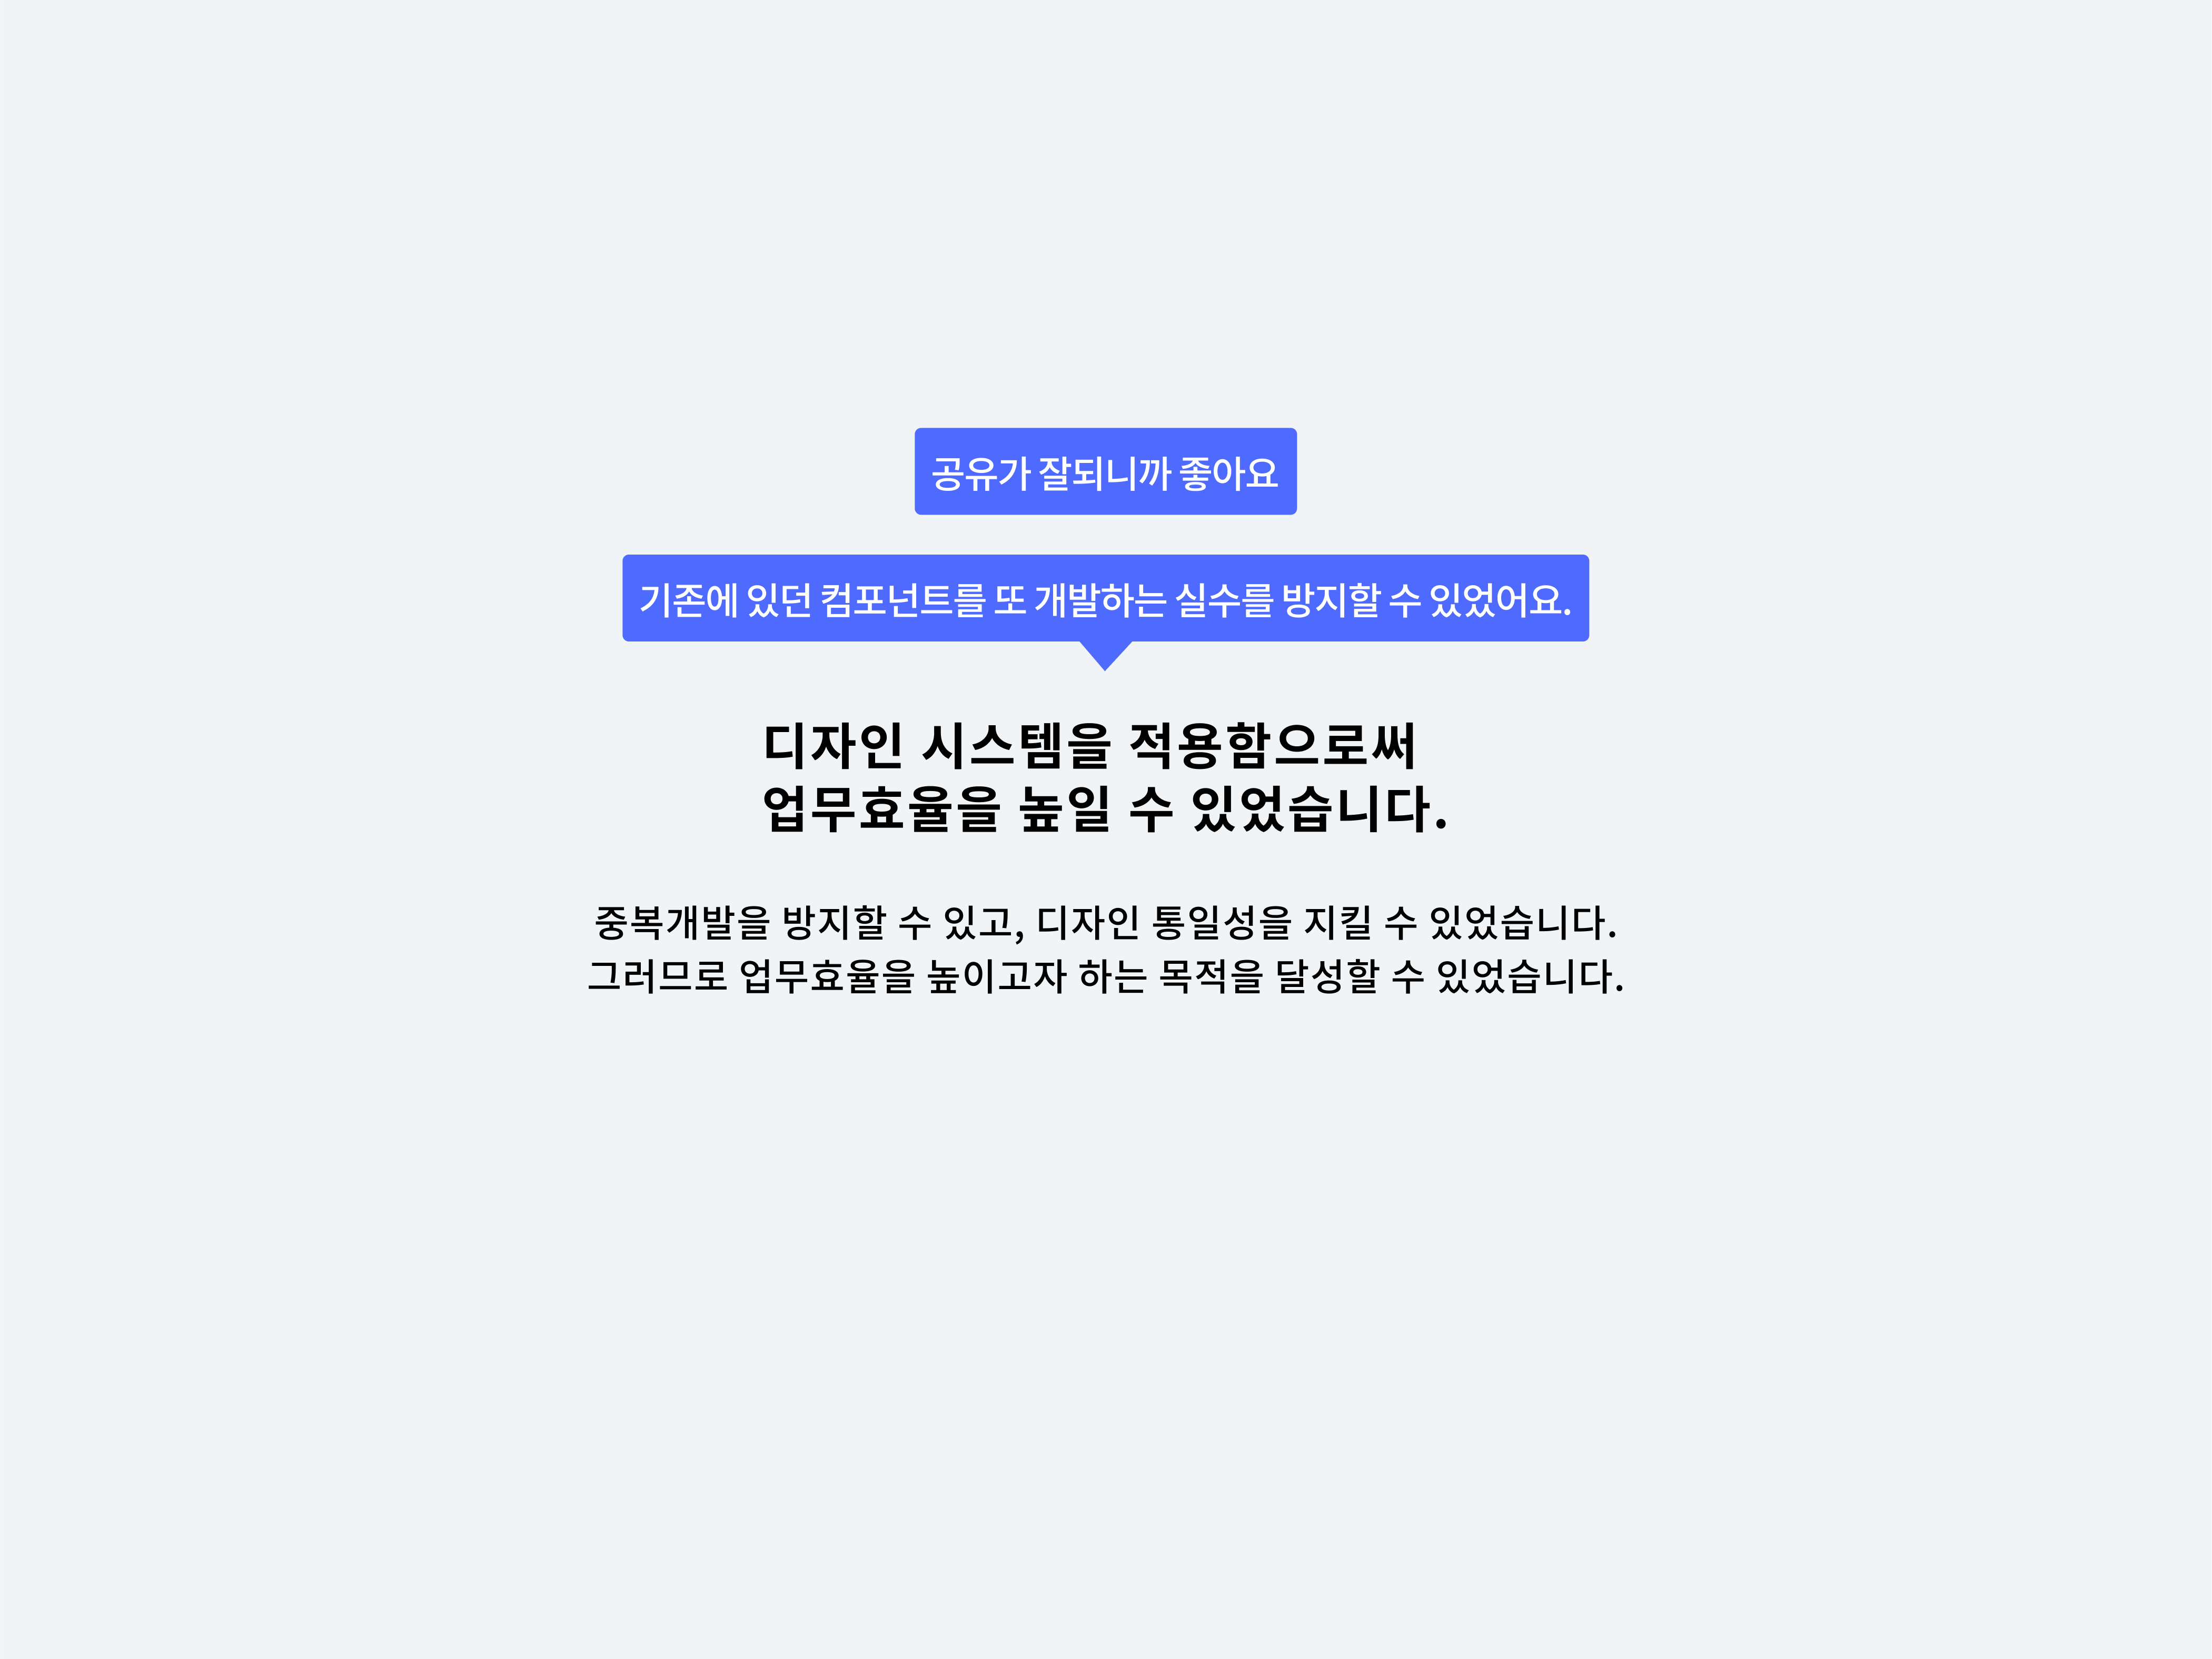 공유가 잘되니까 좋아요
기존에 있던 컴포넌트를 또 개발하는 실수를 방지할 수 있었어요.
디자인 시스템을 적용함으로써
업무효율을 높일 수 있었습니다.
중복개발을 방지할 수 있고, 디자인 통일성을 지킬 수 있었습니다.
그러므로 업무효율을 높이고자 하는 목적을 달성할 수 있었습니다.